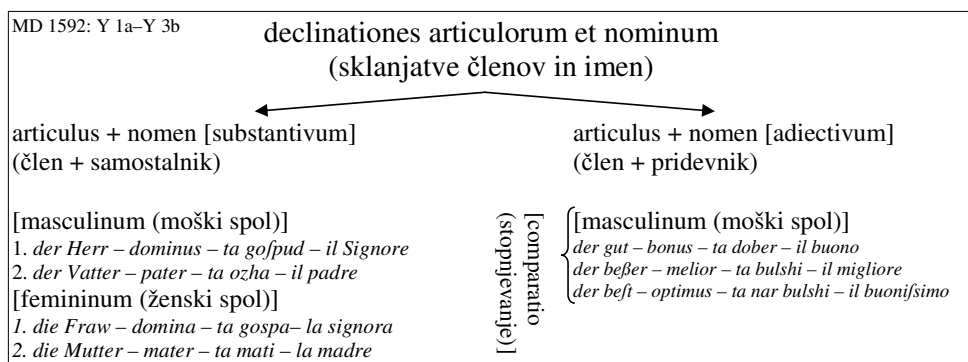 MD 1592: Y 1a–Y 3b
declinationes articulorum et nominum
(sklanjatve členov in imen)
articulus + nomen [substantivum]
(člen + samostalnik)
articulus + nomen [adiectivum]
(člen + pridevnik)
[masculinum (moški spol)]
1. der Herr – dominus – ta goſpud – il Signore
2. der Vatter – pater – ta ozha – il padre
[femininum (ženski spol)]
1. die Fraw – domina – ta gospa– la signora
2. die Mutter – mater – ta mati – la madre
[comparatio
(stopnjevanje)]
[masculinum (moški spol)]
der gut – bonus – ta dober – il buono
der beßer – melior – ta bulshi – il migliore
der beſt – optimus – ta nar bulshi – il buoniſsimo